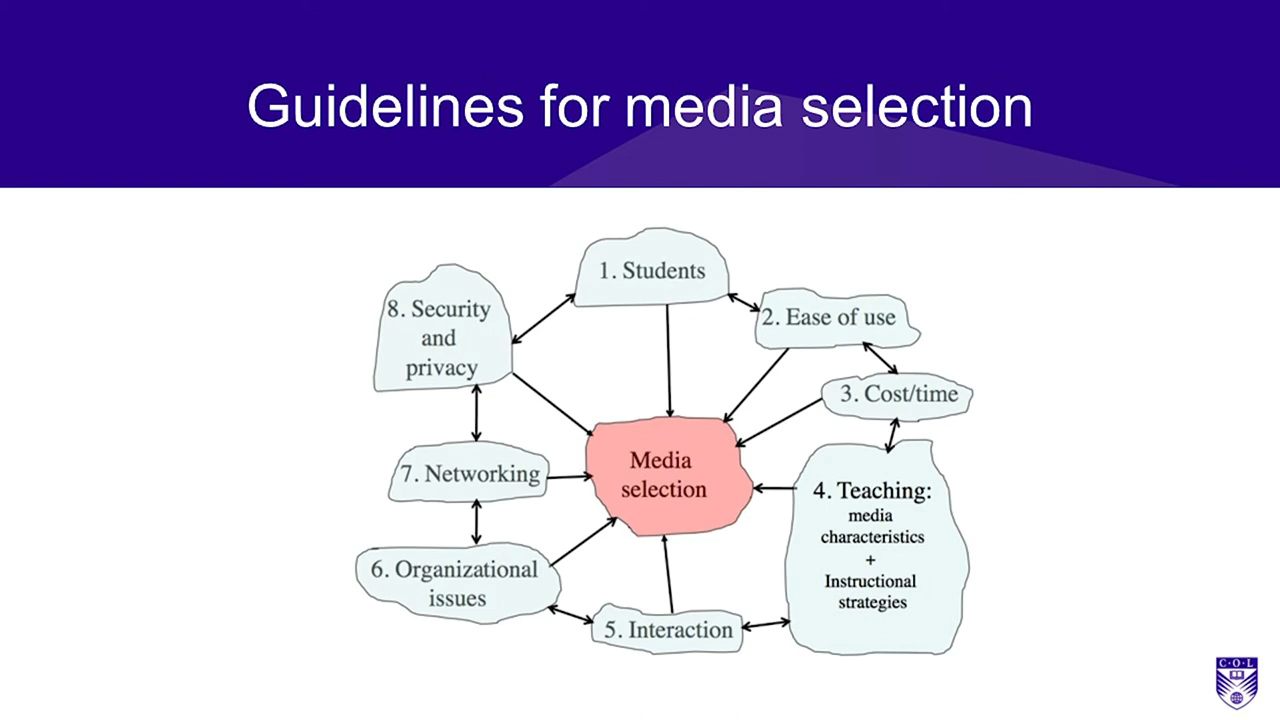 Guidelines for media selection
1. Students
2. Ease of use
3. Cost/time
4. Teaching:
media
characteristics
+
Instructional
strategies
5. Interaction
6. Organizational
issues
7. Networking
8. Security
and
privacy
Media
selection
C·O·L